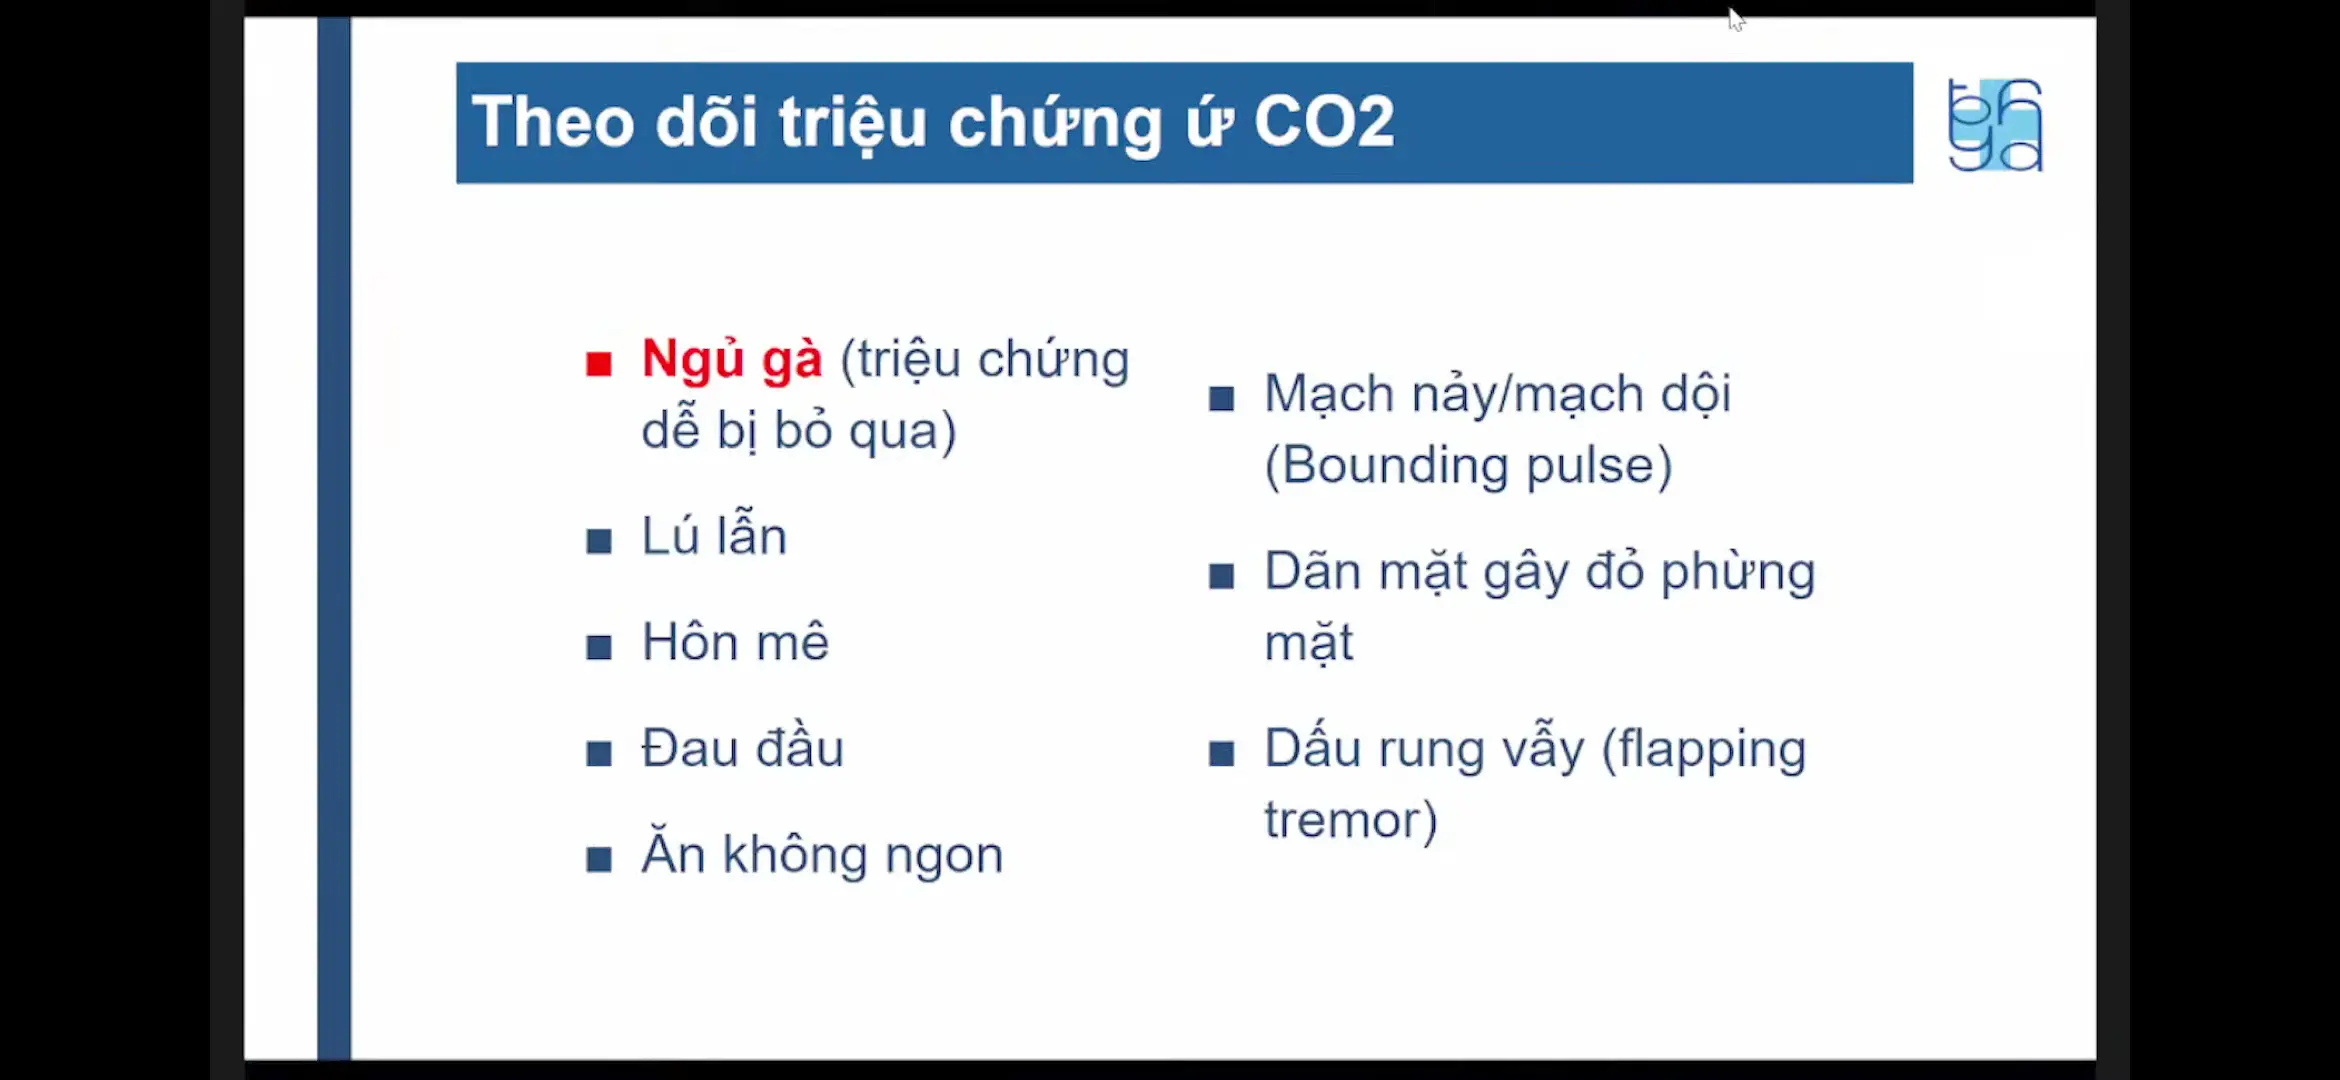 Theo dõi triệu chứng ứ CO2
Ngủ gà (triệu chứng
dễ bị bỏ qua)
Lú lẫn
Hôn mê
Đau đầu
Ăn không ngon
Mạch nảy/mạch dội
(Bounding pulse)
Dãn mặt gây đỏ phừng
mặt
Dấu rung vẫy (flapping
tremor)